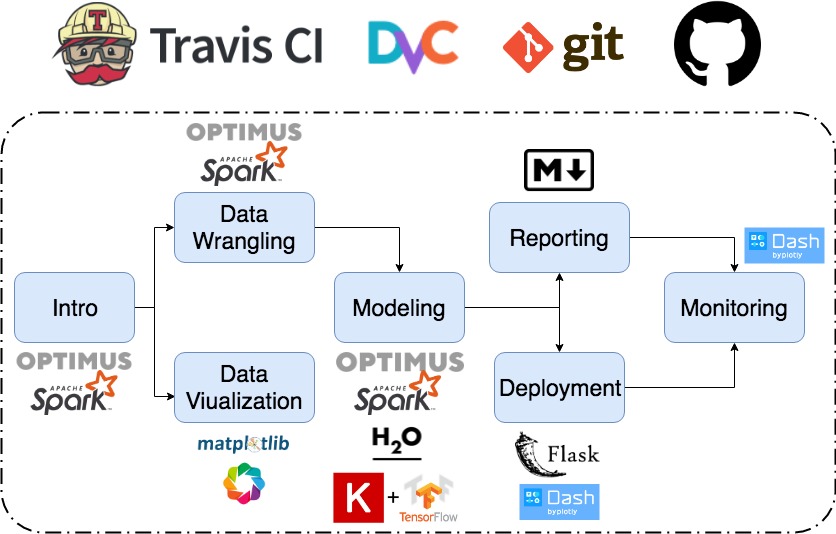 Travis CI
DVC
git
OPTIMUS
APACHE
Spark
Data
Wrangling
M
Reporting
Dash
by plotly
Intro
Modeling
Monitoring
OPTIMUS
APACHE
Spark
Data
Viualization
OPTIMUS
APACHE
Spark
Deployment
matplotlib
H2O
K + TensorFlow
Flask
Dash
by plotly